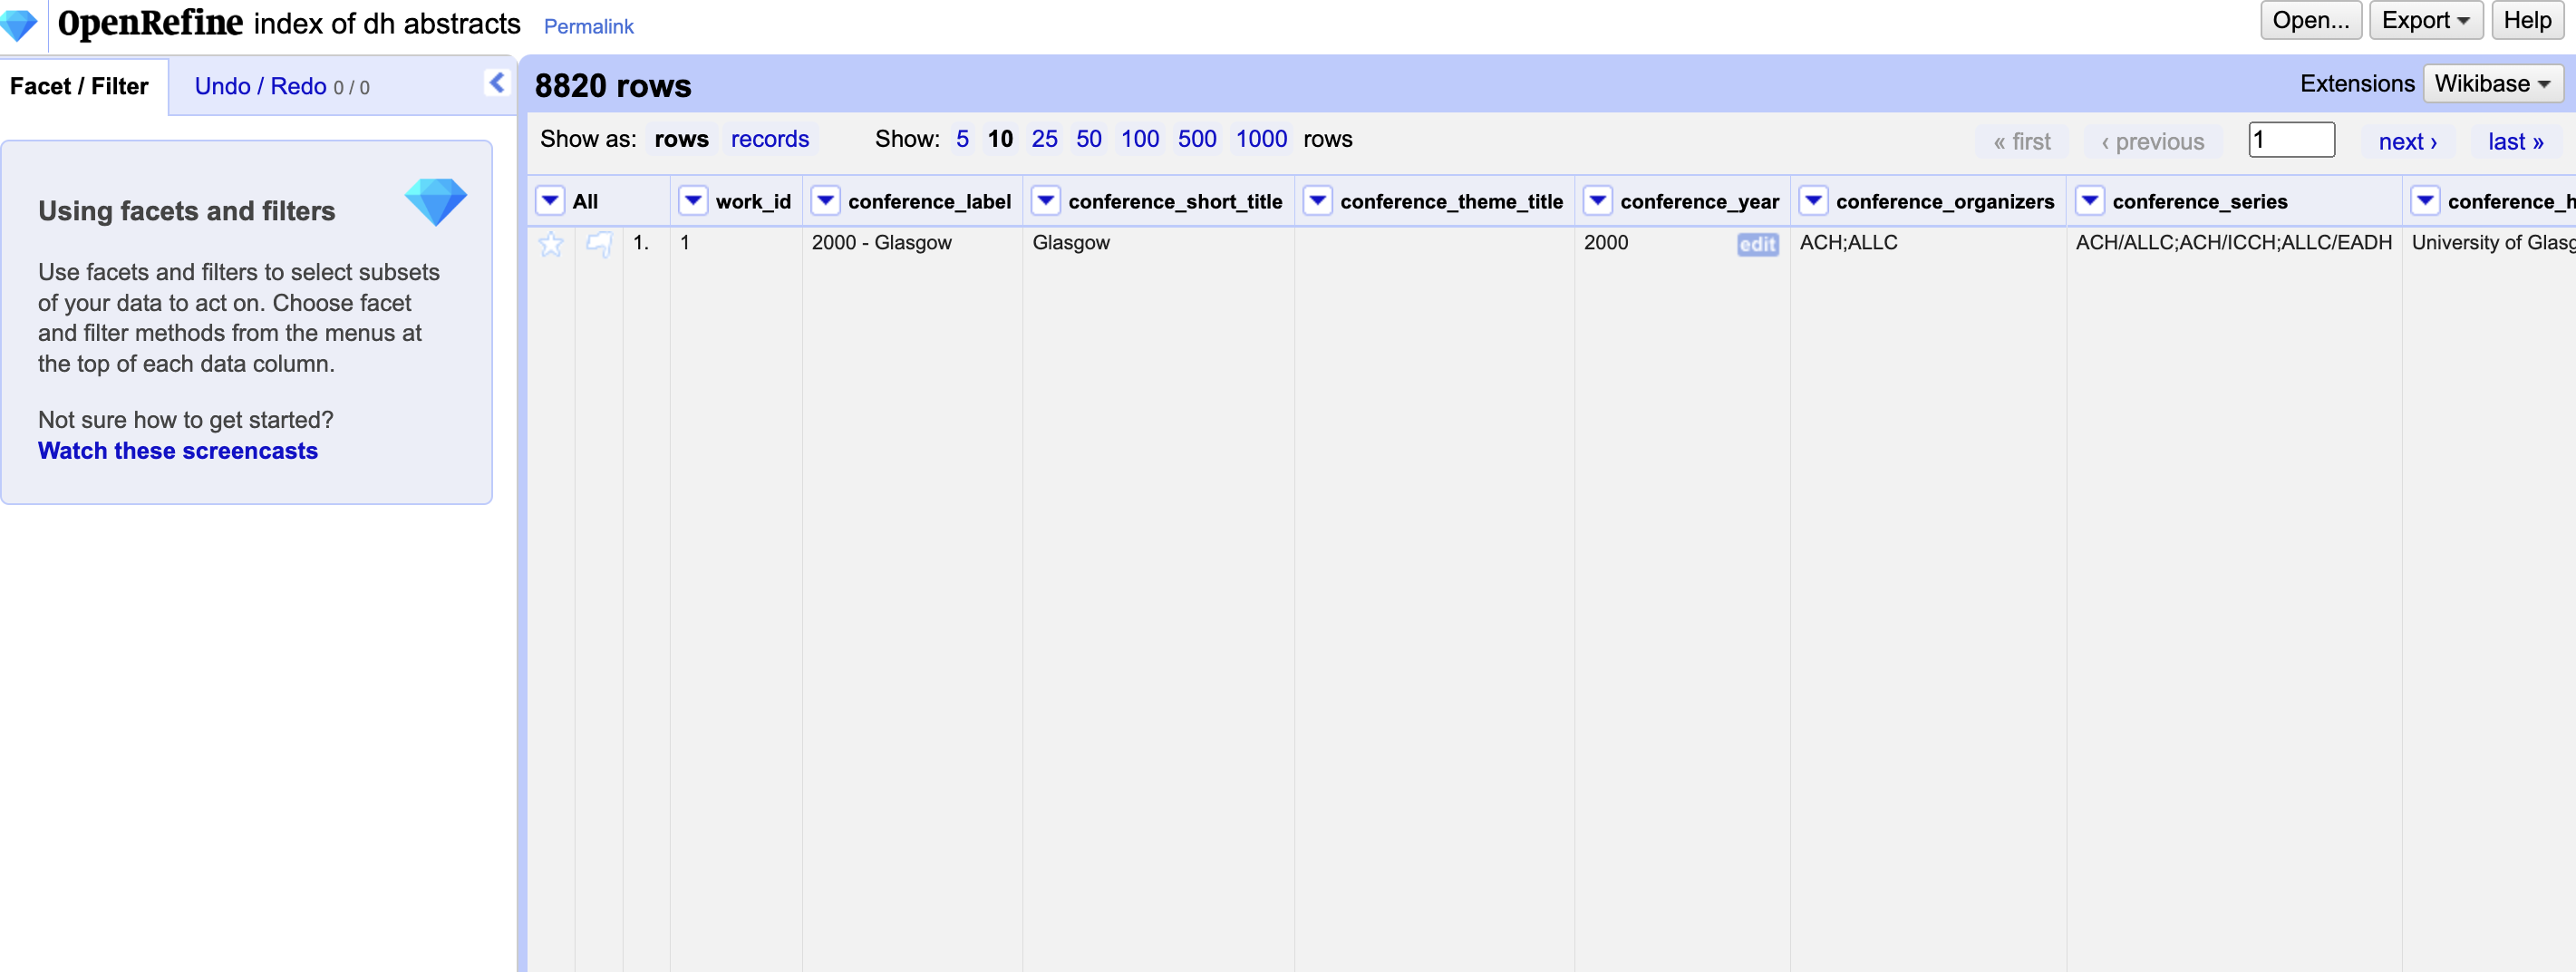 OpenRefine index of dh abstracts Permalink Open... Export Help
Facet / Filter Undo / Redo 0 / 0 8820 rows Extensions Wikibase
Show as: rows records Show: 5 10 25 50 100 500 1000 rows « first ‹ previous 1 next › last »
All work_id conference_label conference_short_title conference_theme_title conference_year conference_organizers conference_series conference_h
1. 1 2000 - Glasgow Glasgow 2000 edit ACH;ALLC ACH/ALLC;ACH/ICCH;ALLC/EADH University of Glasg
Using facets and filters
Use facets and filters to select subsets
of your data to act on. Choose facet
and filter methods from the menus at
the top of each data column.
Not sure how to get started?
Watch these screencasts